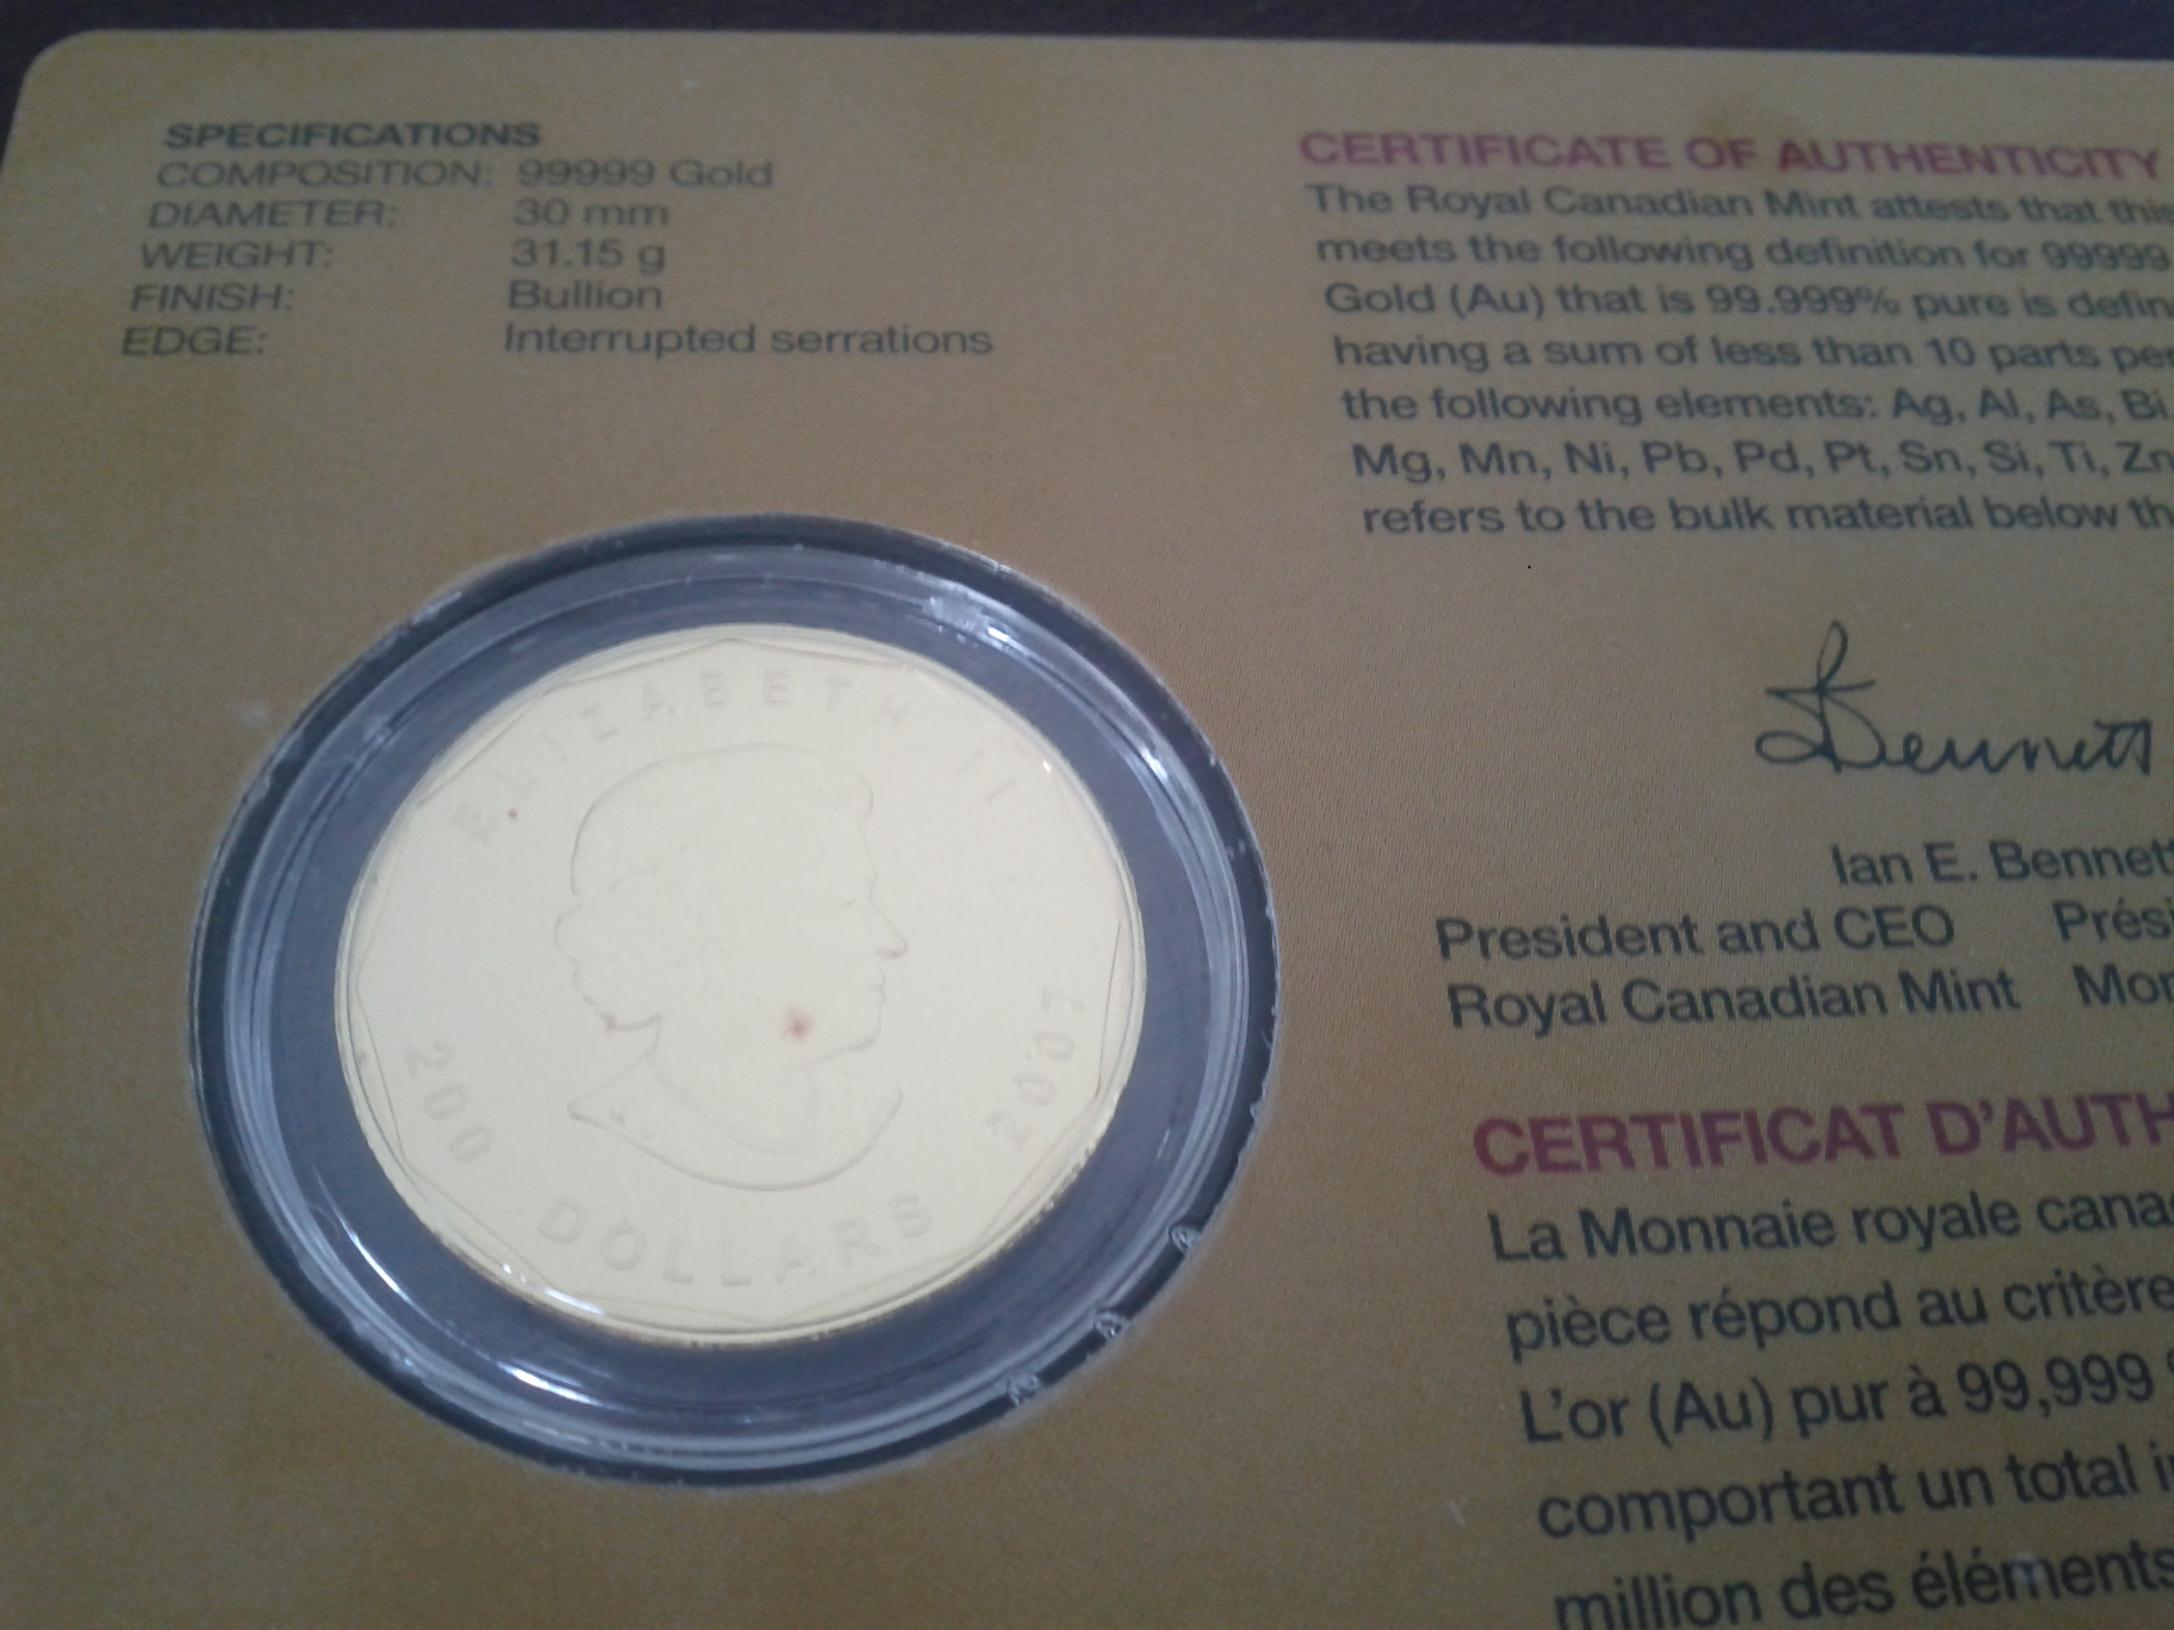 SPECIFICATIONS
COMPOSITION: 99999 Gold
DIAMETER: 30 mm
WEIGHT: 31.15 g
FINISH: Bullion
EDGE: Interrupted serrations
CERTIFICATE OF AUTHENTICITY
The Royal Canadian Mint attests that this
meets the following definition for 99999
Gold (Au) that is 99.999% pure is defin
having a sum of less than 10 parts per
the following elements: Ag, Al, As, Bi
Mg, Mn, Ni, Pb, Pd, Pt, Sn, Si, Ti, Zn
refers to the bulk material below th
Bennett
Ian E. Bennett
President and CEO Prési
Royal Canadian Mint Mon
CERTIFICAT D'AUTH
La Monnaie royale cana
pièce répond au critère
L'or (Au) pur à 99,999
comportant un total i
million des éléments
ELIZABETH II
200 DOLLARS 2007